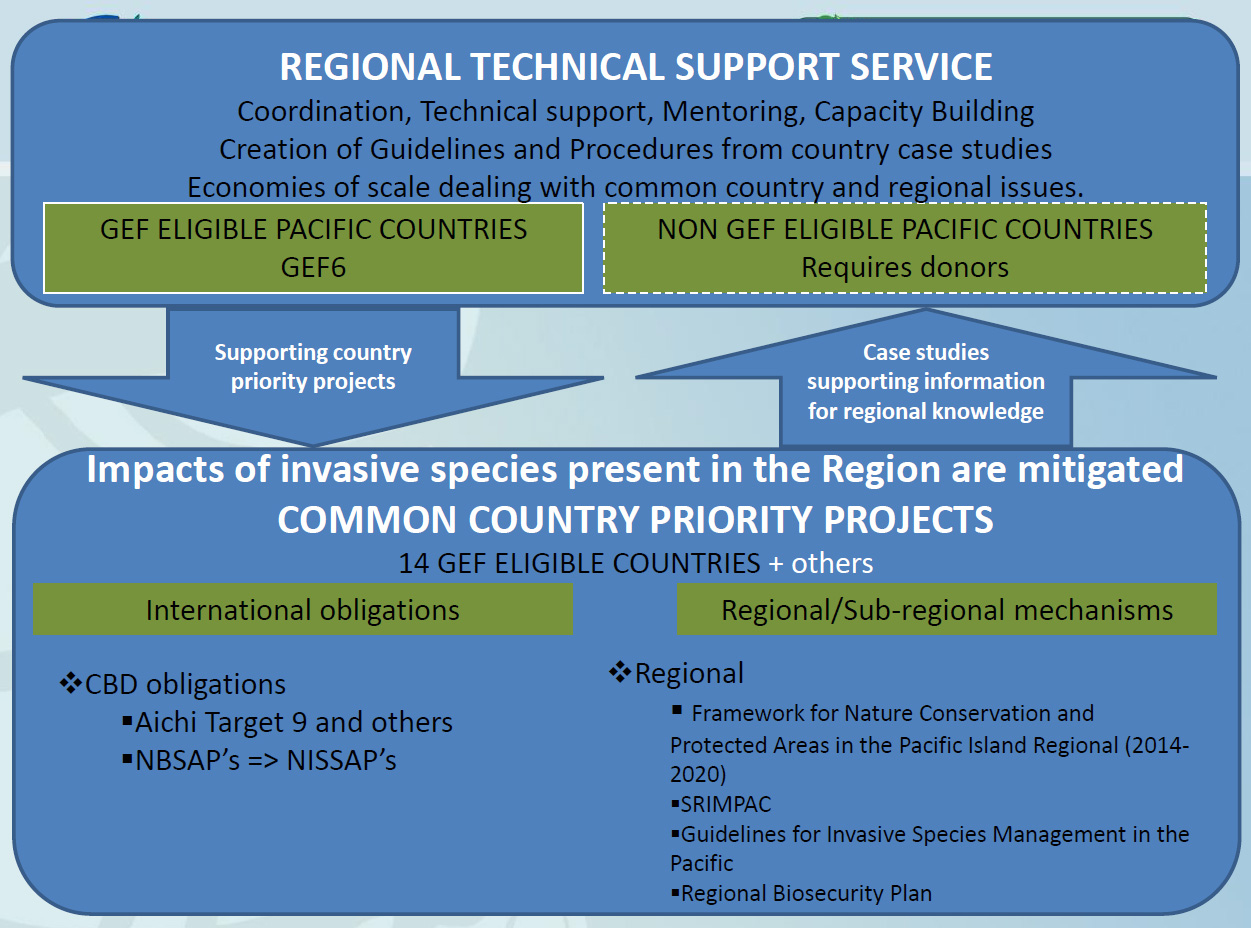 REGIONAL TECHNICAL SUPPORT SERVICE
Coordination, Technical support, Mentoring, Capacity Building
Creation of Guidelines and Procedures from country case studies
Economies of scale dealing with common country and regional issues.
GEF ELIGIBLE PACIFIC COUNTRIES
GEF6
NON GEF ELIGIBLE PACIFIC COUNTRIES
Requires donors
Supporting country
priority projects
Case studies
supporting information
for regional knowledge
Impacts of invasive species present in the Region are mitigated
COMMON COUNTRY PRIORITY PROJECTS
14 GEF ELIGIBLE COUNTRIES + others
International obligations
❖CBD obligations
▪Aichi Target 9 and others
▪NBSAP’s => NISSAP’s
Regional/Sub-regional mechanisms
❖Regional
▪ Framework for Nature Conservation and
Protected Areas in the Pacific Island Regional (2014-
2020)
▪SRIMPAC
▪Guidelines for Invasive Species Management in the
Pacific
▪Regional Biosecurity Plan